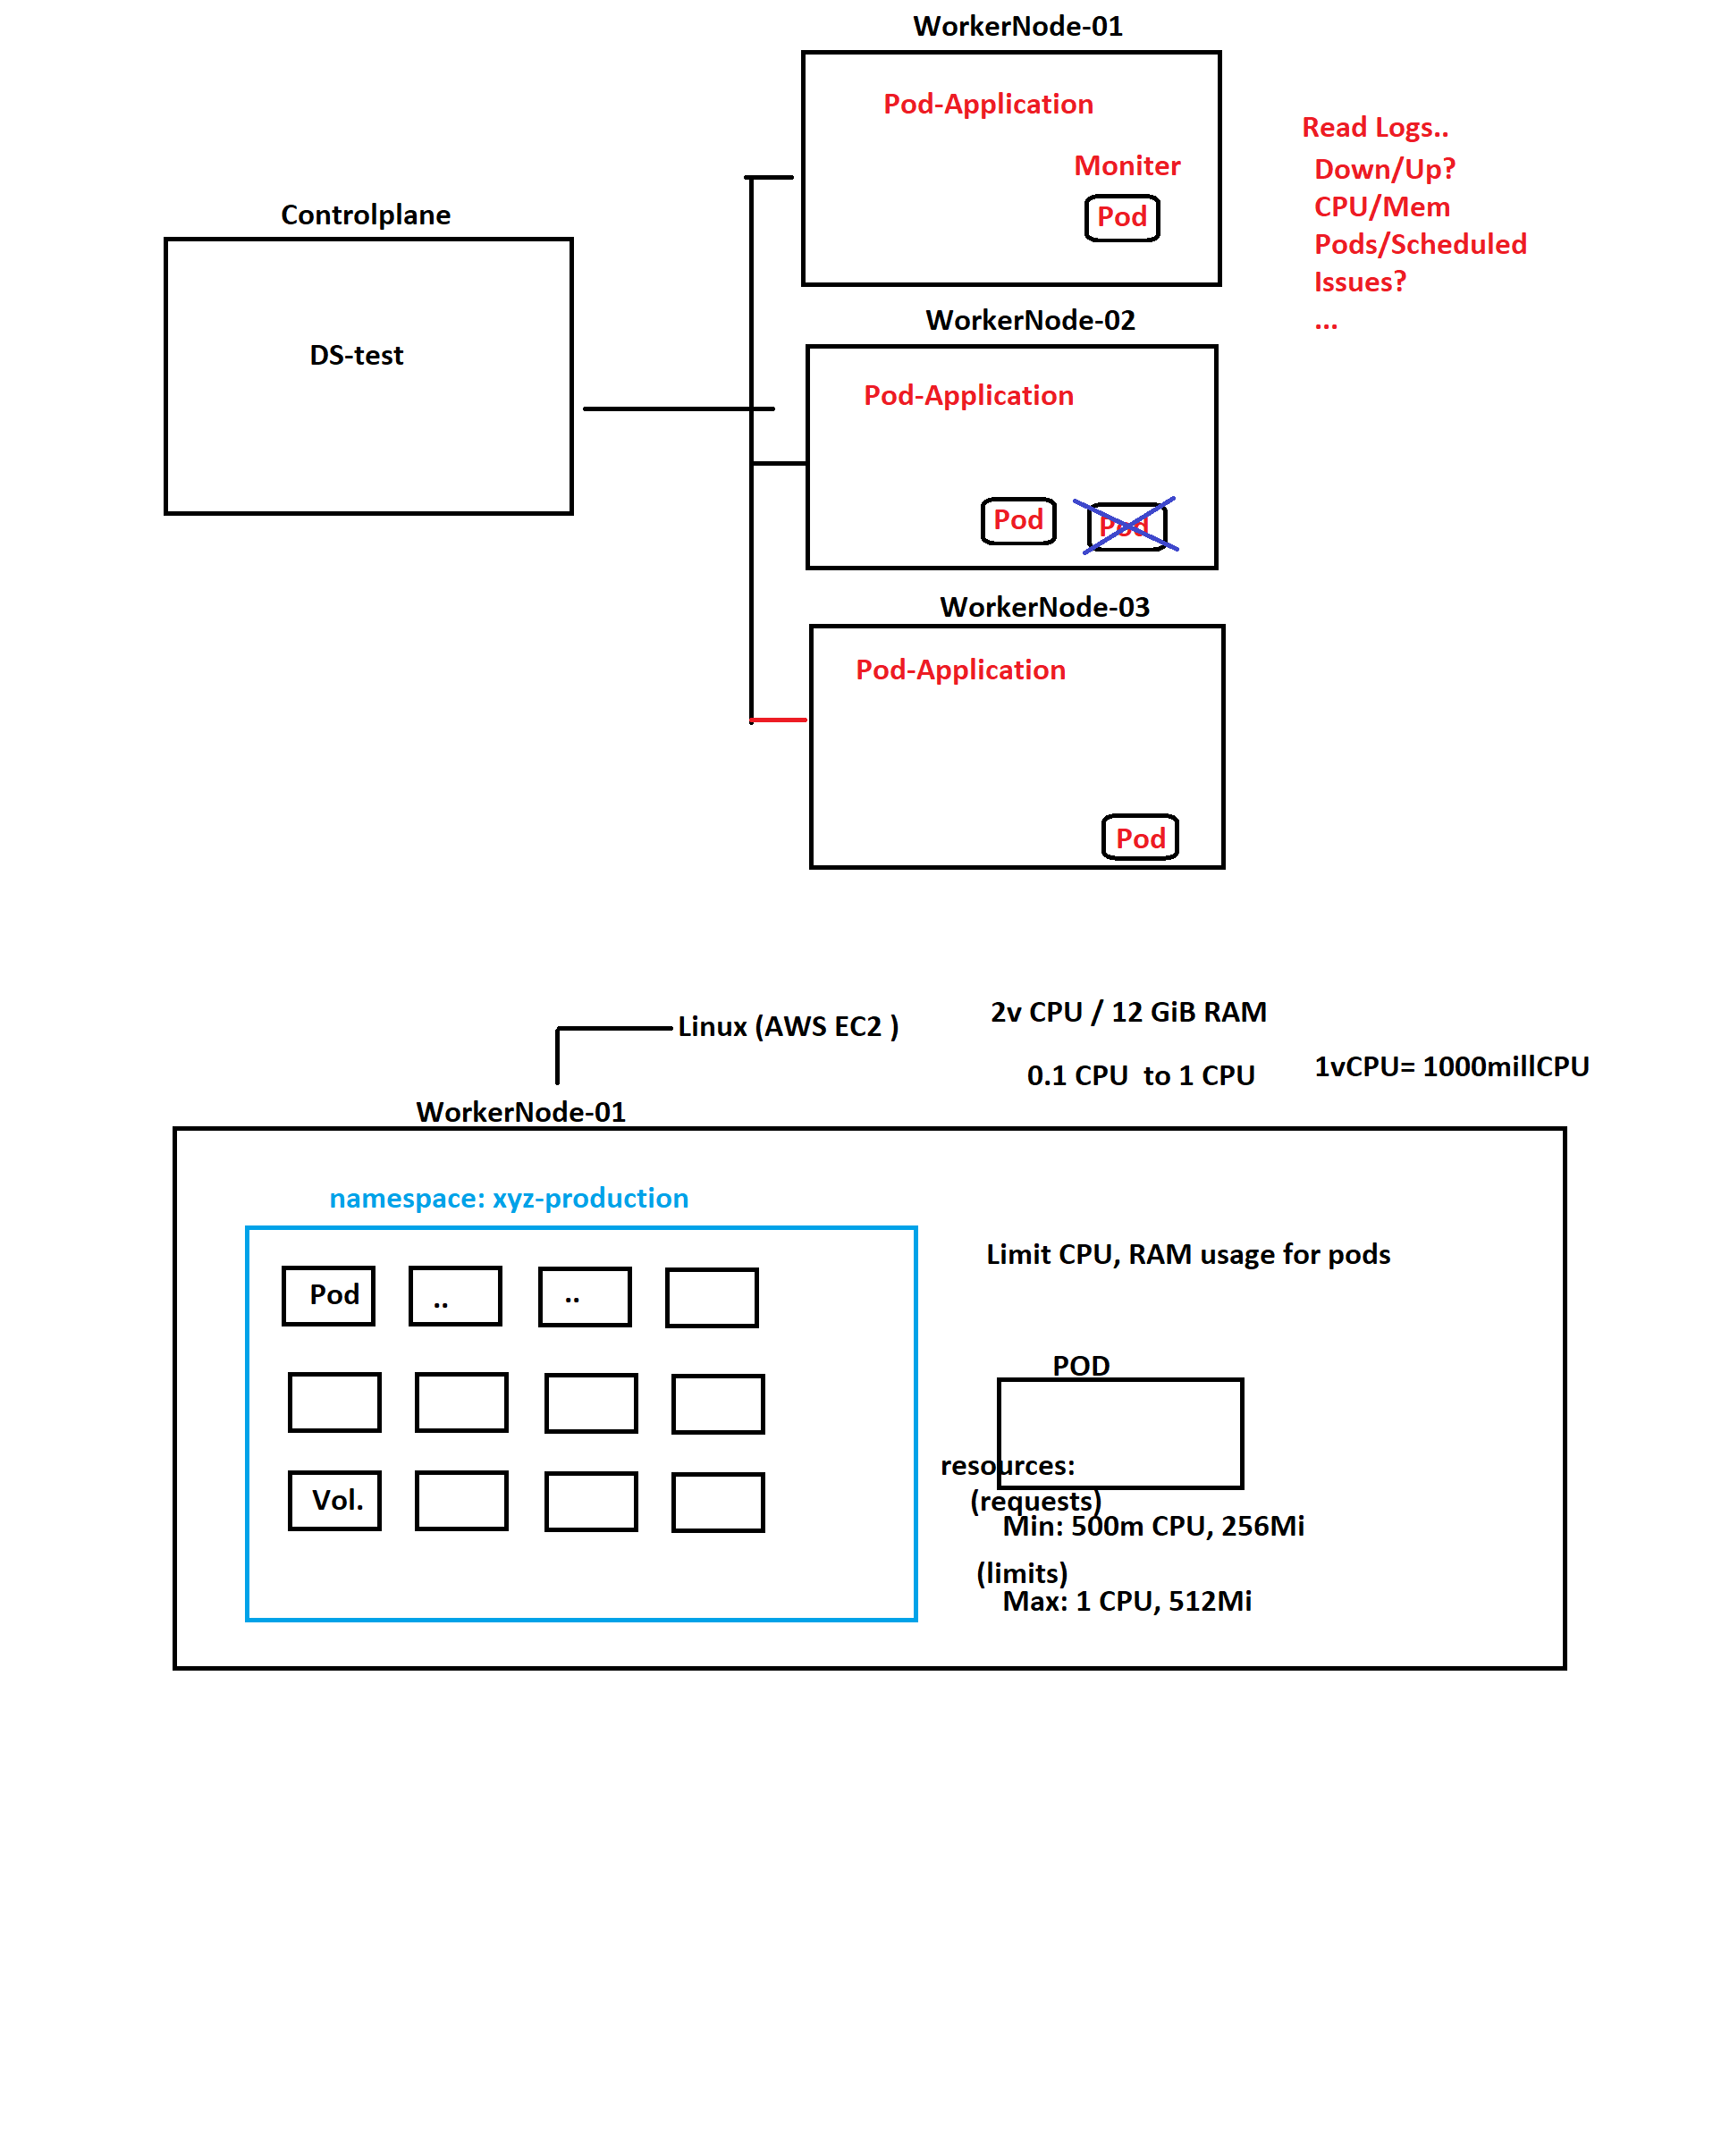 WorkerNode-01
Pod-Application
Moniter
Pod
Read Logs..
Down/Up?
CPU/Mem
Pods/Scheduled
Issues?
...
Controlplane
DS-test
WorkerNode-02
Pod-Application
Pod
Pod
WorkerNode-03
Pod-Application
Pod
Linux (AWS EC2 )
2v CPU / 12 GiB RAM
0.1 CPU  to 1 CPU
1vCPU= 1000millCPU
WorkerNode-01
namespace: xyz-production
Pod
..
..
Vol.
Limit CPU, RAM usage for pods
POD
resources:
(requests)
Min: 500m CPU, 256Mi
(limits)
Max: 1 CPU, 512Mi